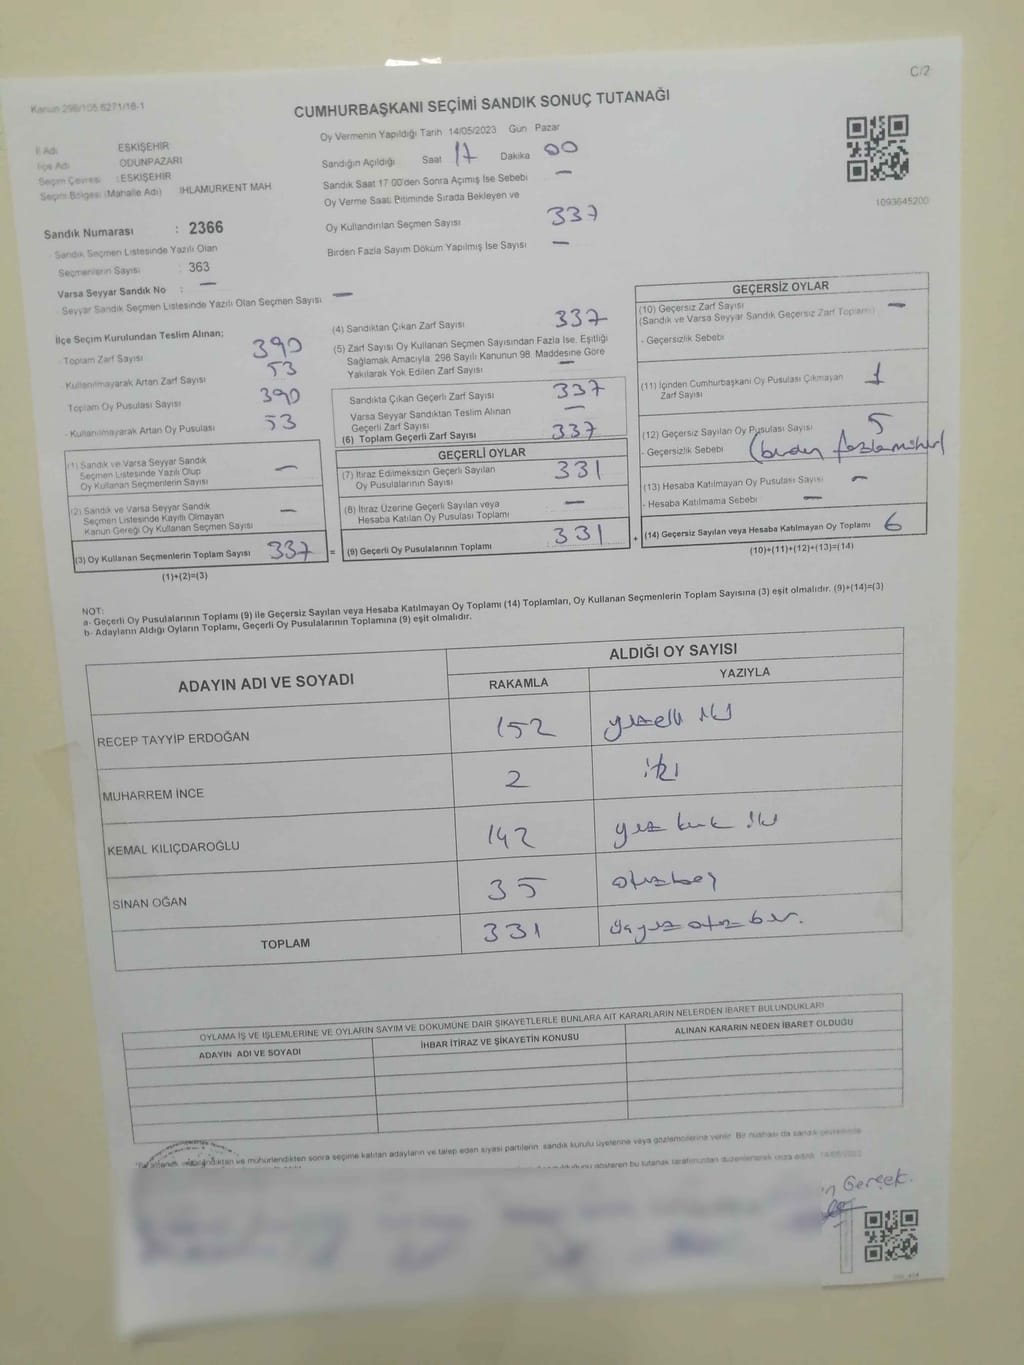 C/2
Kanun 298/105 6271/18-1
CUMHURBAŞKANI SEÇİMİ SANDIK SONUÇ TUTANAĞI
İl Adı ESKİŞEHİR
İlçe Adı ODUNPAZARI
Seçim Çevresi : ESKİŞEHİR
Seçim Bölgesi (Mahalle Adı) IHLAMURKENT MAH
Oy Vermenin Yapıldığı Tarih 14/05/2023 Gün Pazar
Sandığın Açıldığı Saat 17 Dakika 00
Sandık Saat 17:00'den Sonra Açımış İse Sebebi —
Oy Verme Saati Bitiminde Sırada Bekleyen ve
Oy Kullandırılan Seçmen Sayısı 337
Birden Fazla Sayım Döküm Yapılmış İse Sayısı —
1093645200
Sandık Numarası : 2366
- Sandık Seçmen Listesinde Yazılı Olan
Seçmenlerin Sayısı : 363
Varsa Seyyar Sandık No : —
- Seyyar Sandık Seçmen Listesinde Yazılı Olan Seçmen Sayısı —
İlçe Seçim Kurulundan Teslim Alınan;
- Toplam Zarf Sayısı 390
- Kullanılmayarak Artan Zarf Sayısı 53
Toplam Oy Pusulası Sayısı 390
- Kullanılmayarak Artan Oy Pusulası 53
(1) Sandık ve Varsa Seyyar Sandık
Seçmen Listesinde Yazılı Olup
Oy Kullanan Seçmenlerin Sayısı —
(2) Sandık ve Varsa Seyyar Sandık
Seçmen Listesinde Kayıtlı Olmayan
Kanun Gereği Oy Kullanan Seçmen Sayısı —
(3) Oy Kullanan Seçmenlerin Toplam Sayısı 337 =
(1)+(2)=(3)
(4) Sandıktan Çıkan Zarf Sayısı 337
(5) Zarf Sayısı Oy Kullanan Seçmen Sayısından Fazla İse, Eşitliği
Sağlamak Amacıyla, 298 Sayılı Kanunun 98. Maddesine Göre
Yakılarak Yok Edilen Zarf Sayısı —
Sandıkta Çıkan Geçerli Zarf Sayısı 337
Varsa Seyyar Sandıktan Teslim Alınan
Geçerli Zarf Sayısı —
(6) Toplam Geçerli Zarf Sayısı 337
GEÇERLİ OYLAR
(7) İtiraz Edilmeksizin Geçerli Sayılan
Oy Pusulalarının Sayısı 331
(8) İtiraz Üzerine Geçerli Sayılan veya
Hesaba Katılan Oy Pusulası Toplamı —
(9) Geçerli Oy Pusulalarının Toplamı 331 +
GEÇERSİZ OYLAR
(10) Geçersiz Zarf Sayısı —
(Sandık ve Varsa Seyyar Sandık Geçersiz Zarf Toplamı)
- Geçersizlik Sebebi
(11) İçinden Cumhurbaşkanı Oy Pusulası Çıkmayan 1
Zarf Sayısı
(12) Geçersiz Sayılan Oy Pusulası Sayısı 5
- Geçersizlik Sebebi (birden fazla mühür)
(13) Hesaba Katılmayan Oy Pusulası Sayısı —
- Hesaba Katılmama Sebebi —
(14) Geçersiz Sayılan veya Hesaba Katılmayan Oy Toplamı 6
(10)+(11)+(12)+(13)=(14)
NOT:
a- Geçerli Oy Pusulalarının Toplamı (9) ile Geçersiz Sayılan veya Hesaba Katılmayan Oy Toplamı (14) Toplamları, Oy Kullanan Seçmenlerin Toplam Sayısına (3) eşit olmalıdır. (9)+(14)=(3)
b- Adayların Aldığı Oyların Toplamı, Geçerli Oy Pusulalarının Toplamına (9) eşit olmalıdır.
ADAYIN ADI VE SOYADI
ALDIĞI OY SAYISI
RAKAMLA YAZIYLA
RECEP TAYYİP ERDOĞAN 152 yüzelli iki
MUHARREM İNCE 2 iki
KEMAL KILIÇDAROĞLU 142 yüz kırk iki
SİNAN OĞAN 35 otuzbeş
TOPLAM 331 üçyüz otuz bir.
OYLAMA İŞ VE İŞLEMLERİNE VE OYLARIN SAYIM VE DÖKÜMÜNE DAİR ŞİKAYETLERLE BUNLARA AİT KARARLARIN NELERDEN İBARET BULUNDUKLARI
ADAYIN ADI VE SOYADI İHBAR İTİRAZ VE ŞİKAYETİN KONUSU ALINAN KARARIN NEDEN İBARET OLDUĞU
ve mühürlendikten sonra seçime katılan adayların ve talep eden siyasi partilerin sandık kurulu üyelerine veya gözlemcilerine verilir. Bir nüshası da sandık çevresinde
gösteren bu tutanak tarafımızdan düzenlenerek imza edildi. 14/05/2023
Gerçek.